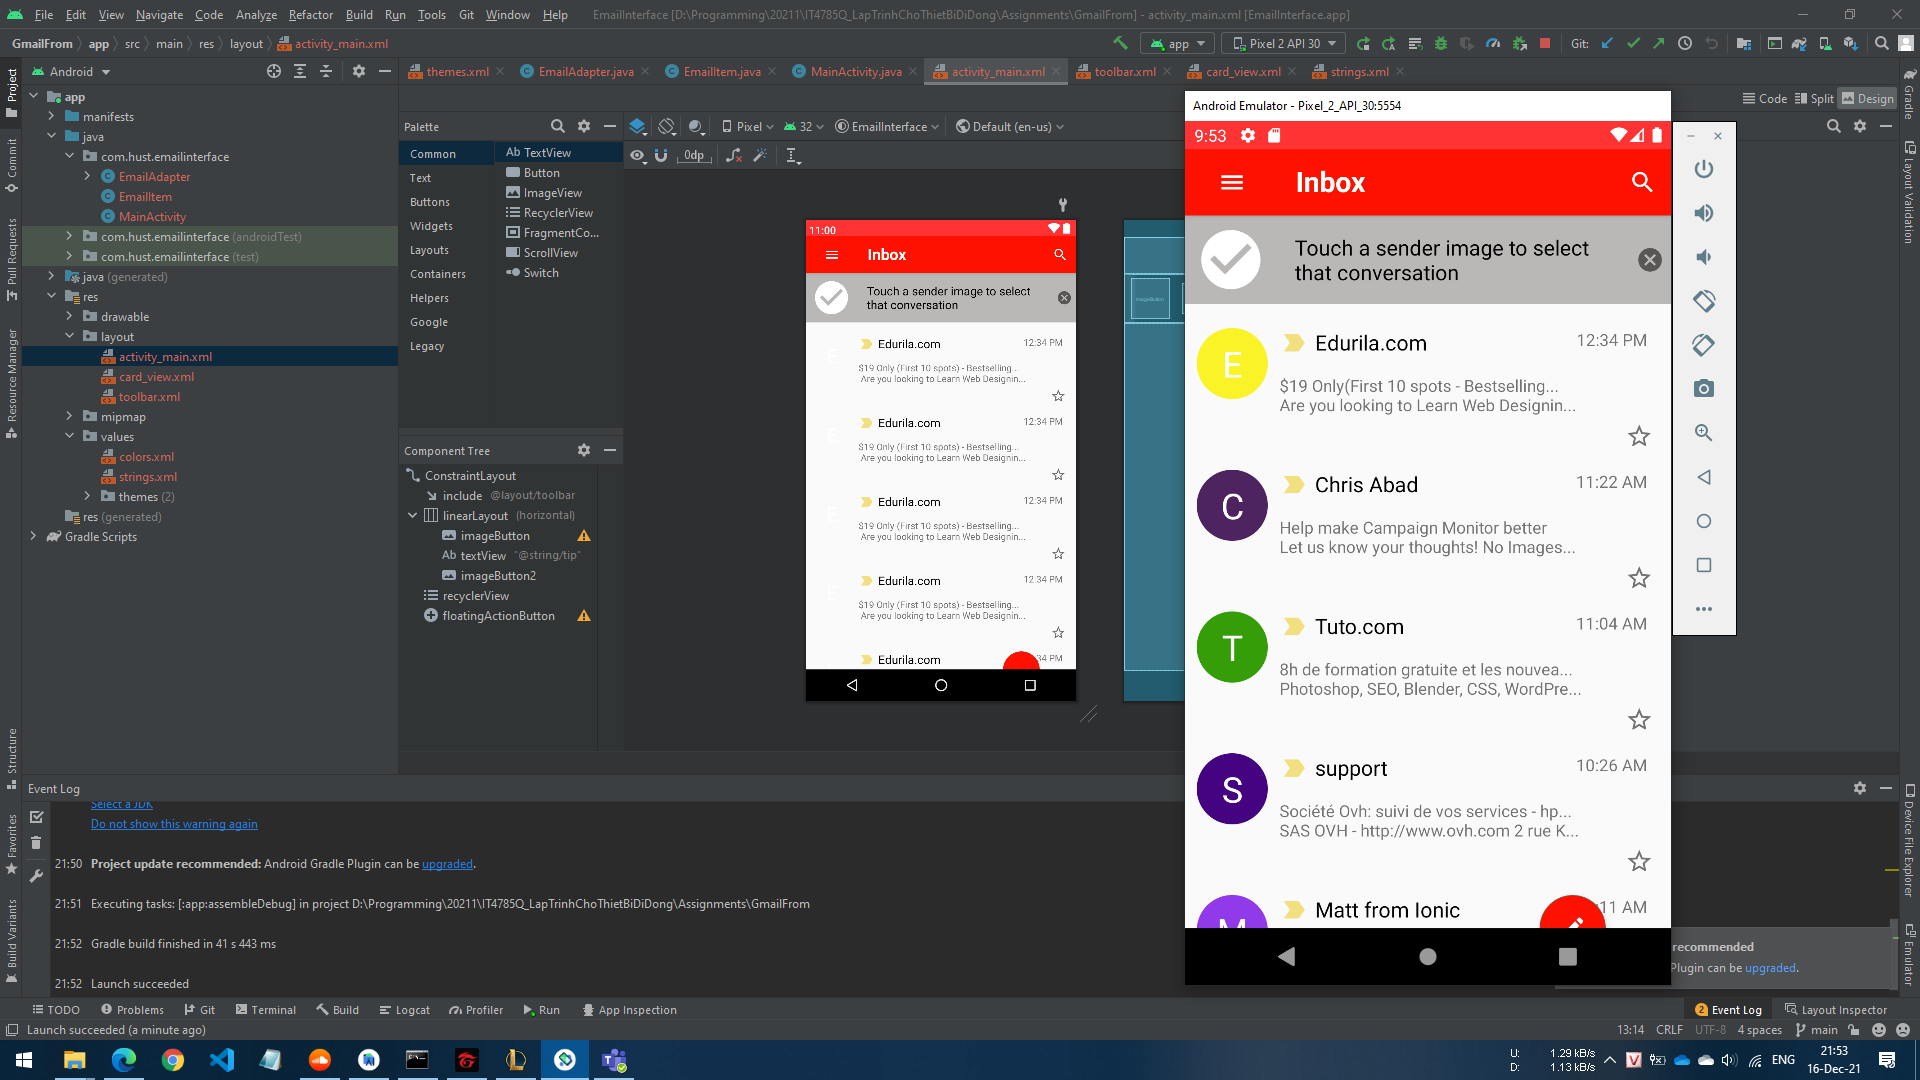 File Edit View Navigate Code Analyze Refactor Build Run Tools Git Window Help EmailInterface [D:\Programming\20211\IT4785Q_LapTrinhChoThietBiDiDong\Assignments\GmailFrom] - activity_main.xml [EmailInterface.app]
GmailFrom app src main res layout activity_main.xml
app Pixel 2 API 30 Git:
Android
themes.xml EmailAdapter.java EmailItem.java MainActivity.java activity_main.xml toolbar.xml card_view.xml strings.xml
Code Split Design
Project
Commit
Pull Requests
Resource Manager
Structure
Favorites
Build Variants
app
manifests
java
com.hust.emailinterface
EmailAdapter
EmailItem
MainActivity
com.hust.emailinterface (androidTest)
com.hust.emailinterface (test)
java (generated)
res
drawable
layout
activity_main.xml
card_view.xml
toolbar.xml
mipmap
values
colors.xml
strings.xml
themes (2)
res (generated)
Gradle Scripts
Palette
Common
Text
Buttons
Widgets
Layouts
Containers
Helpers
Google
Legacy
Ab TextView
Button
ImageView
RecyclerView
FragmentCo...
ScrollView
Switch
Component Tree
ConstraintLayout
include @layout/toolbar
linearLayout (horizontal)
imageButton
Ab textView "@string/tip"
imageButton2
recyclerView
floatingActionButton
Pixel 32 EmailInterface Default (en-us)
0dp
11:00
Inbox
Touch a sender image to select
that conversation
Edurila.com 12:34 PM
$19 Only (First 10 spots) - Bestselling...
Are you looking to Learn Web Designin...
Edurila.com 12:34 PM
$19 Only (First 10 spots) - Bestselling...
Are you looking to Learn Web Designin...
Edurila.com 12:34 PM
$19 Only (First 10 spots) - Bestselling...
Are you looking to Learn Web Designin...
Edurila.com 12:34 PM
$19 Only (First 10 spots) - Bestselling...
Are you looking to Learn Web Designin...
Edurila.com 34 PM
Android Emulator - Pixel_2_API_30:5554
9:53
Inbox
Touch a sender image to select
that conversation
E Edurila.com 12:34 PM
$19 Only(First 10 spots - Bestselling...
Are you looking to Learn Web Designin...
C Chris Abad 11:22 AM
Help make Campaign Monitor better
Let us know your thoughts! No Images...
T Tuto.com 11:04 AM
8h de formation gratuite et les nouvea...
Photoshop, SEO, Blender, CSS, WordPre...
S support 10:26 AM
Société Ovh: suivi de vos services - hp...
SAS OVH - http://www.ovh.com 2 rue K...
M Matt from Ionic 11 AM
Gradle
Layout Validation
Device File Explorer
Emulator
Event Log
Select a JDK
Do not show this warning again
21:50 Project update recommended: Android Gradle Plugin can be upgraded.
21:51 Executing tasks: [:app:assembleDebug] in project D:\Programming\20211\IT4785Q_LapTrinhChoThietBiDiDong\Assignments\GmailFrom
21:52 Gradle build finished in 41 s 443 ms
21:52 Launch succeeded
recommended
Plugin can be upgraded.
TODO Problems Git Terminal Build Logcat Profiler Run App Inspection 2 Event Log Layout Inspector
Launch succeeded (a minute ago) 13:14 CRLF UTF-8 4 spaces main
U: 1.29 kB/s
D: 1.13 kB/s
ENG
21:53
16-Dec-21